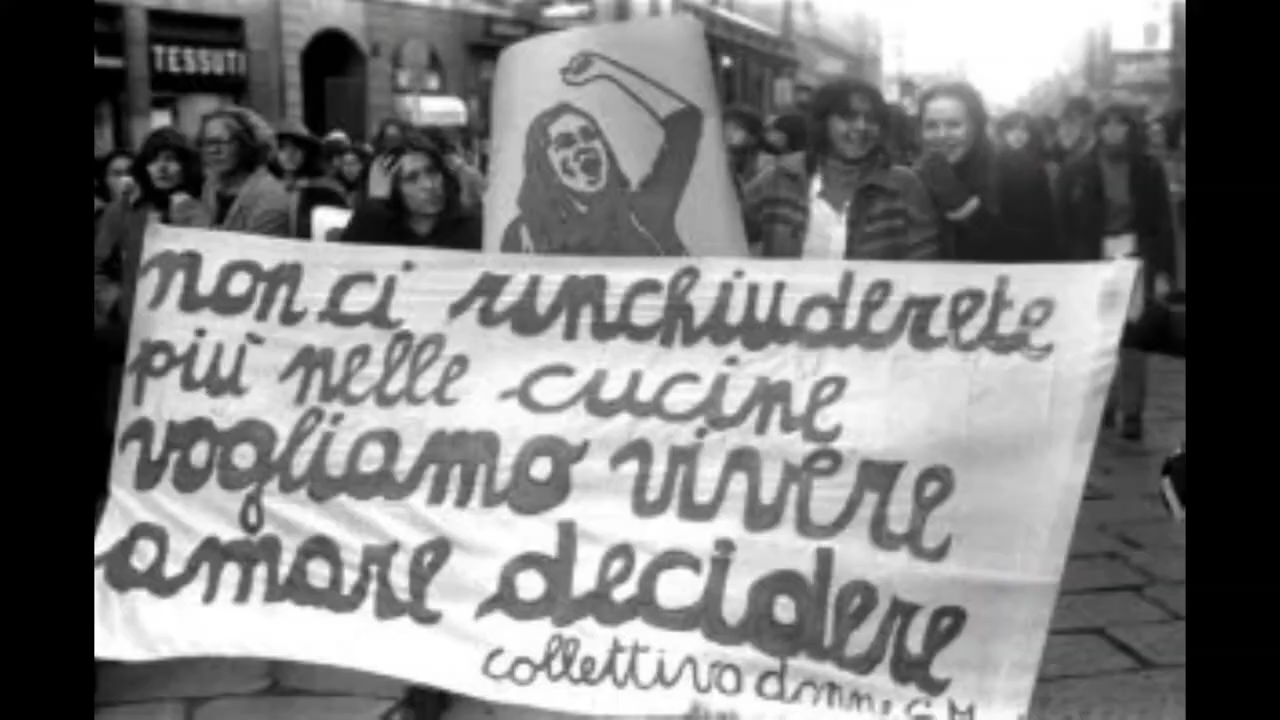 TESSUTI
non ci rinchiuderete
più nelle cucine
vogliamo vivere
amare decidere
collettivo donne G.M